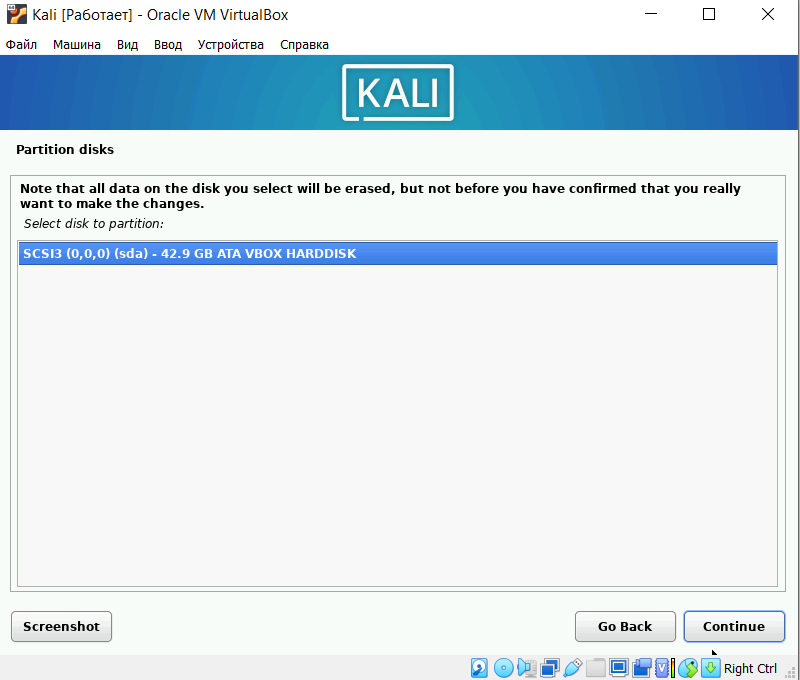 Kali [Работает] - Oracle VM VirtualBox
Файл Машина Вид Ввод Устройства Справка
KALI
Partition disks
Note that all data on the disk you select will be erased, but not before you have confirmed that you really
want to make the changes.
Select disk to partition:
SCSI3 (0,0,0) (sda) - 42.9 GB ATA VBOX HARDDISK
Screenshot Go Back Continue
Right Ctrl